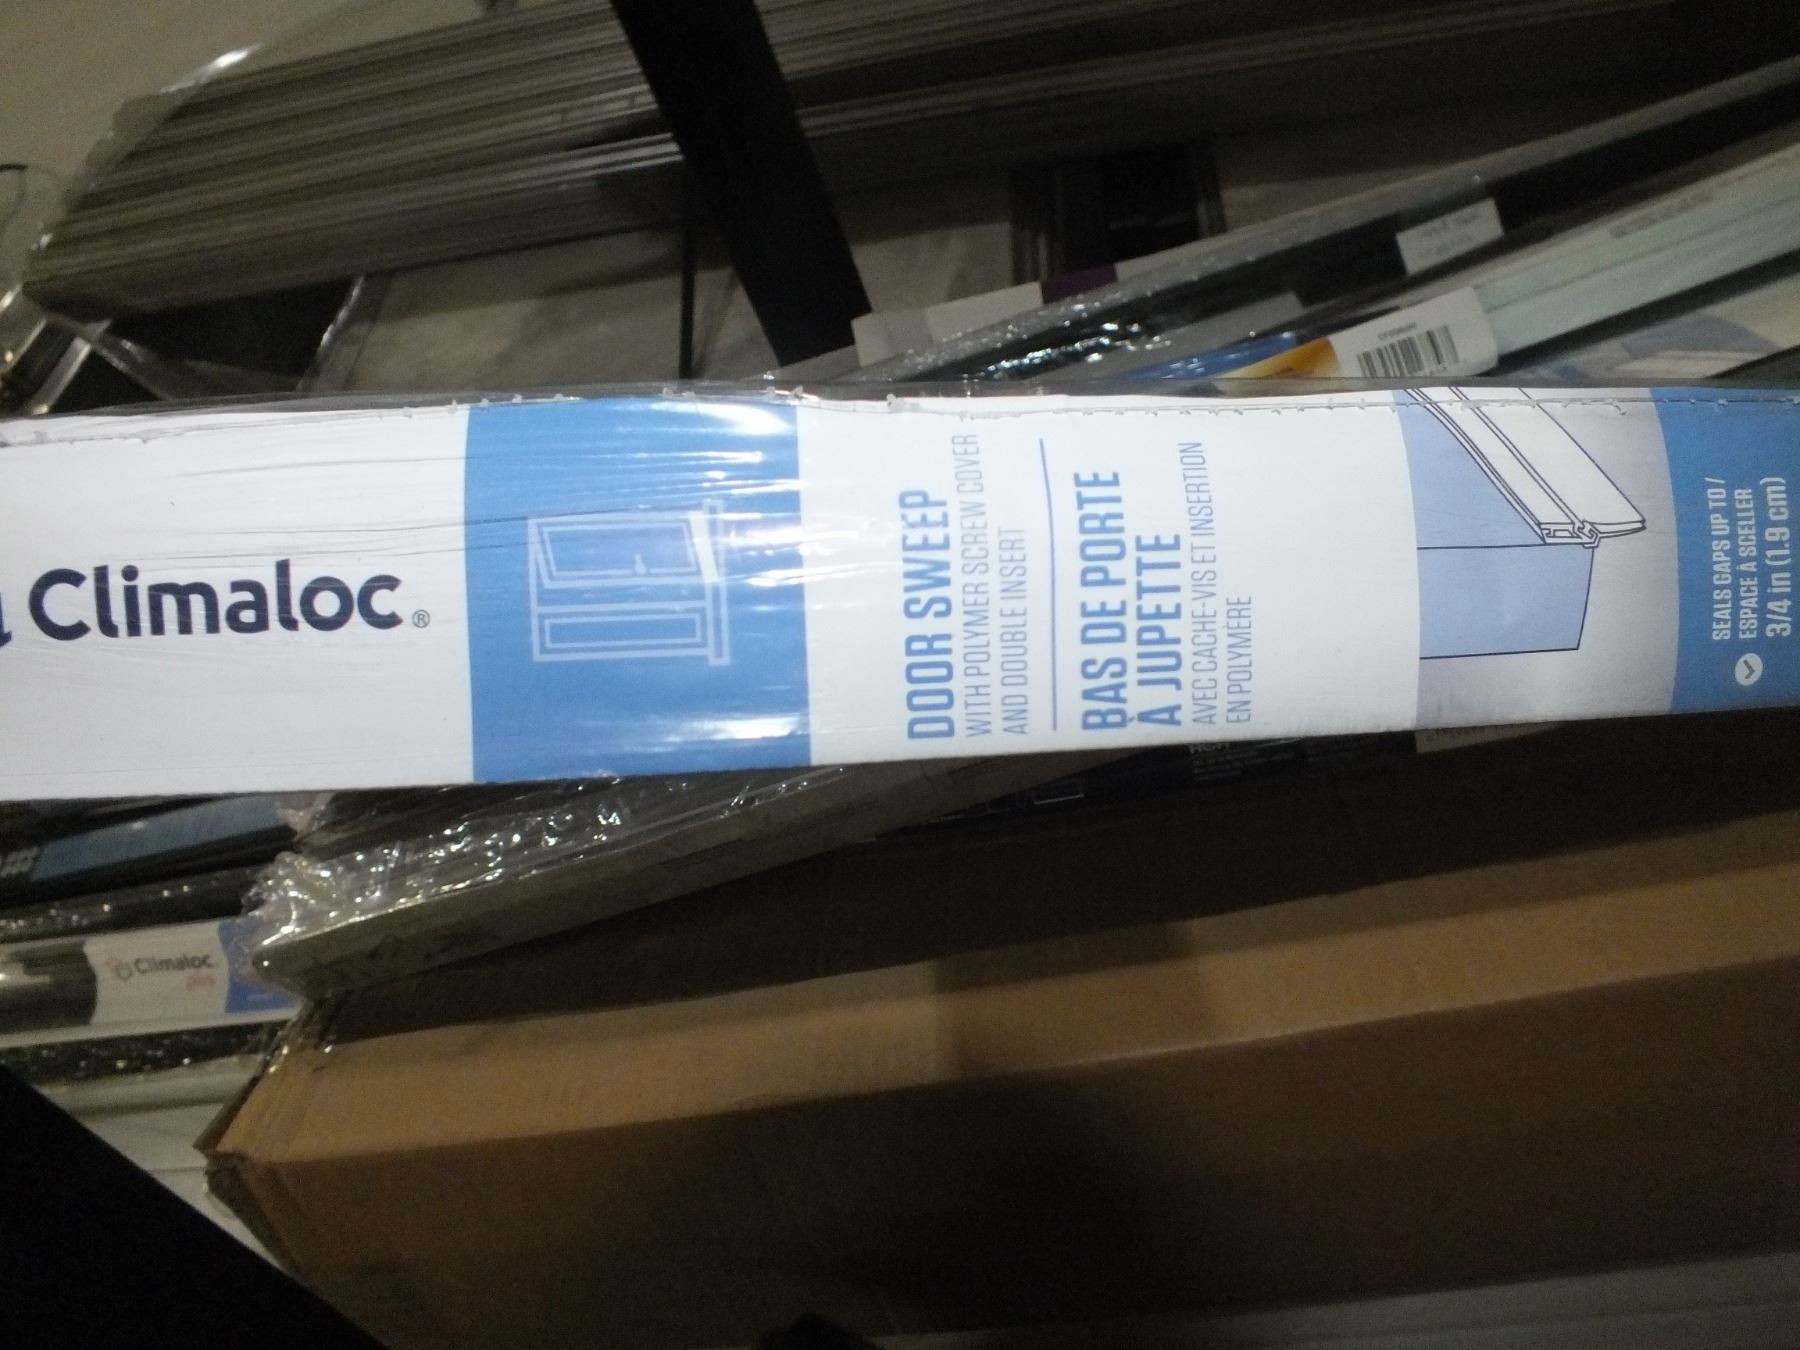 Climaloc®
DOOR SWEEP
WITH POLYMER SCREW COVER
AND DOUBLE INSERT
BAS DE PORTE
À JUPETTE
AVEC CACHE-VIS ET INSERTION
EN POLYMÈRE
SEALS GAPS UP TO /
ESPACE À SCELLER
3/4 in (1.9 cm)
Climaloc